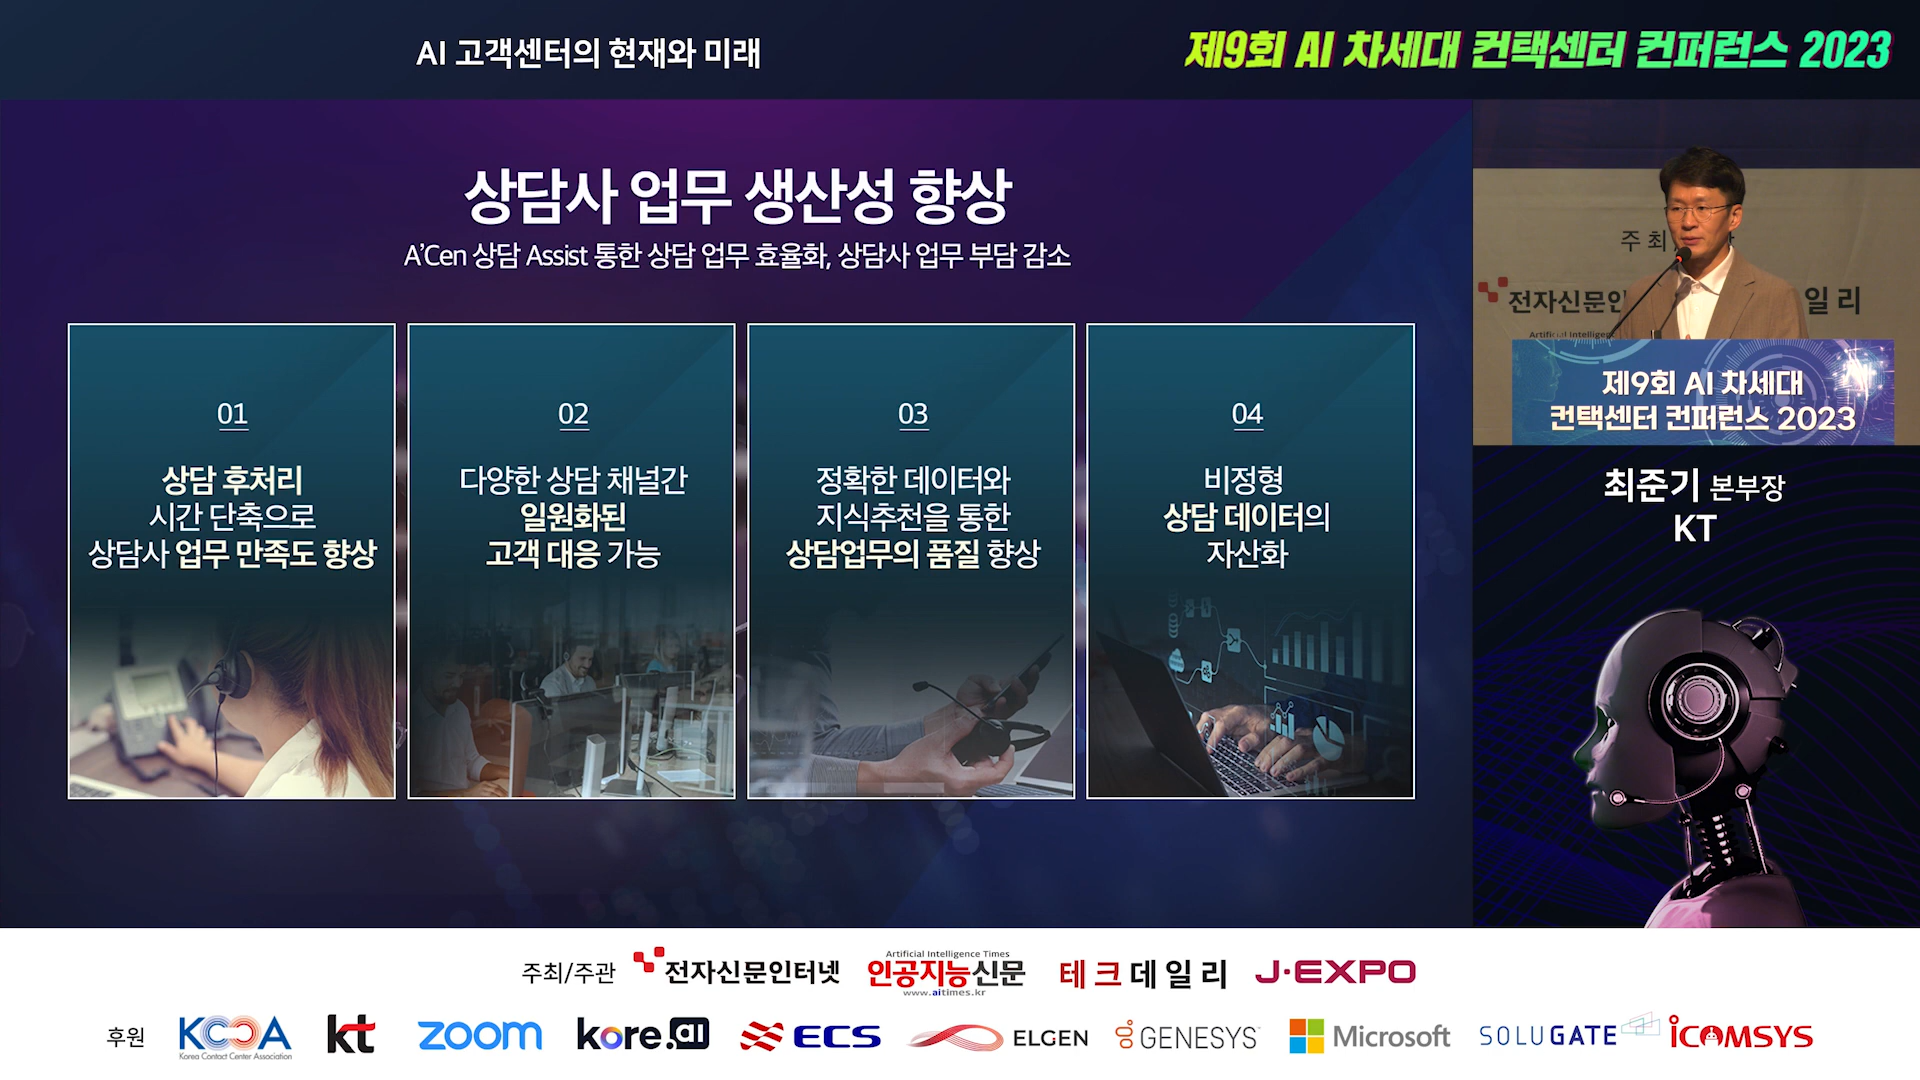 AI 고객센터의 현재와 미래
제9회 AI 차세대 컨택센터 컨퍼런스 2023
상담사 업무 생산성 향상
A’Cen 상담 Assist 통한 상담 업무 효율화, 상담사 업무 부담 감소
01
상담 후처리
시간 단축으로
상담사 업무 만족도 향상
02
다양한 상담 채널간
일원화된
고객 대응 가능
03
정확한 데이터와
지식추천을 통한
상담업무의 품질 향상
04
비정형
상담 데이터의
자산화
주 최
전자신문인
일 리
Artificial Intelligence
제9회 AI 차세대
컨택센터 컨퍼런스 2023
최준기 본부장
KT
주최/주관
전자신문인터넷
Artificial Intelligence Times
인공지능신문
www.aitimes.kr
테크데일리
J·EXPO
후원
KCCA
Korea Contact Center Association
kt
zoom
kore.ai
ECS
ELGEN
GENESYS
Microsoft
SOLUGATE
iCOMSYS